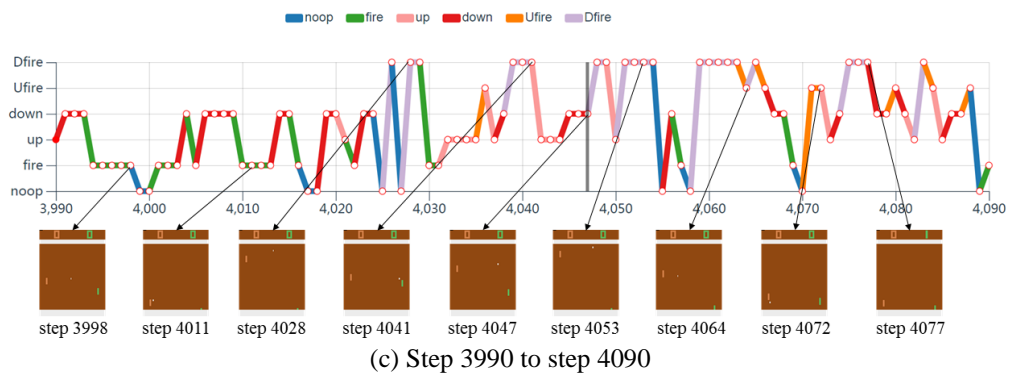 noop fire up down Ufire Dfire
Dfire
Ufire
down
up
fire
noop
3,990 4,000 4,010 4,020 4,030 4,040 4,050 4,060 4,070 4,080 4,090
step 3998 step 4011 step 4028 step 4041 step 4047 step 4053 step 4064 step 4072 step 4077
(c) Step 3990 to step 4090